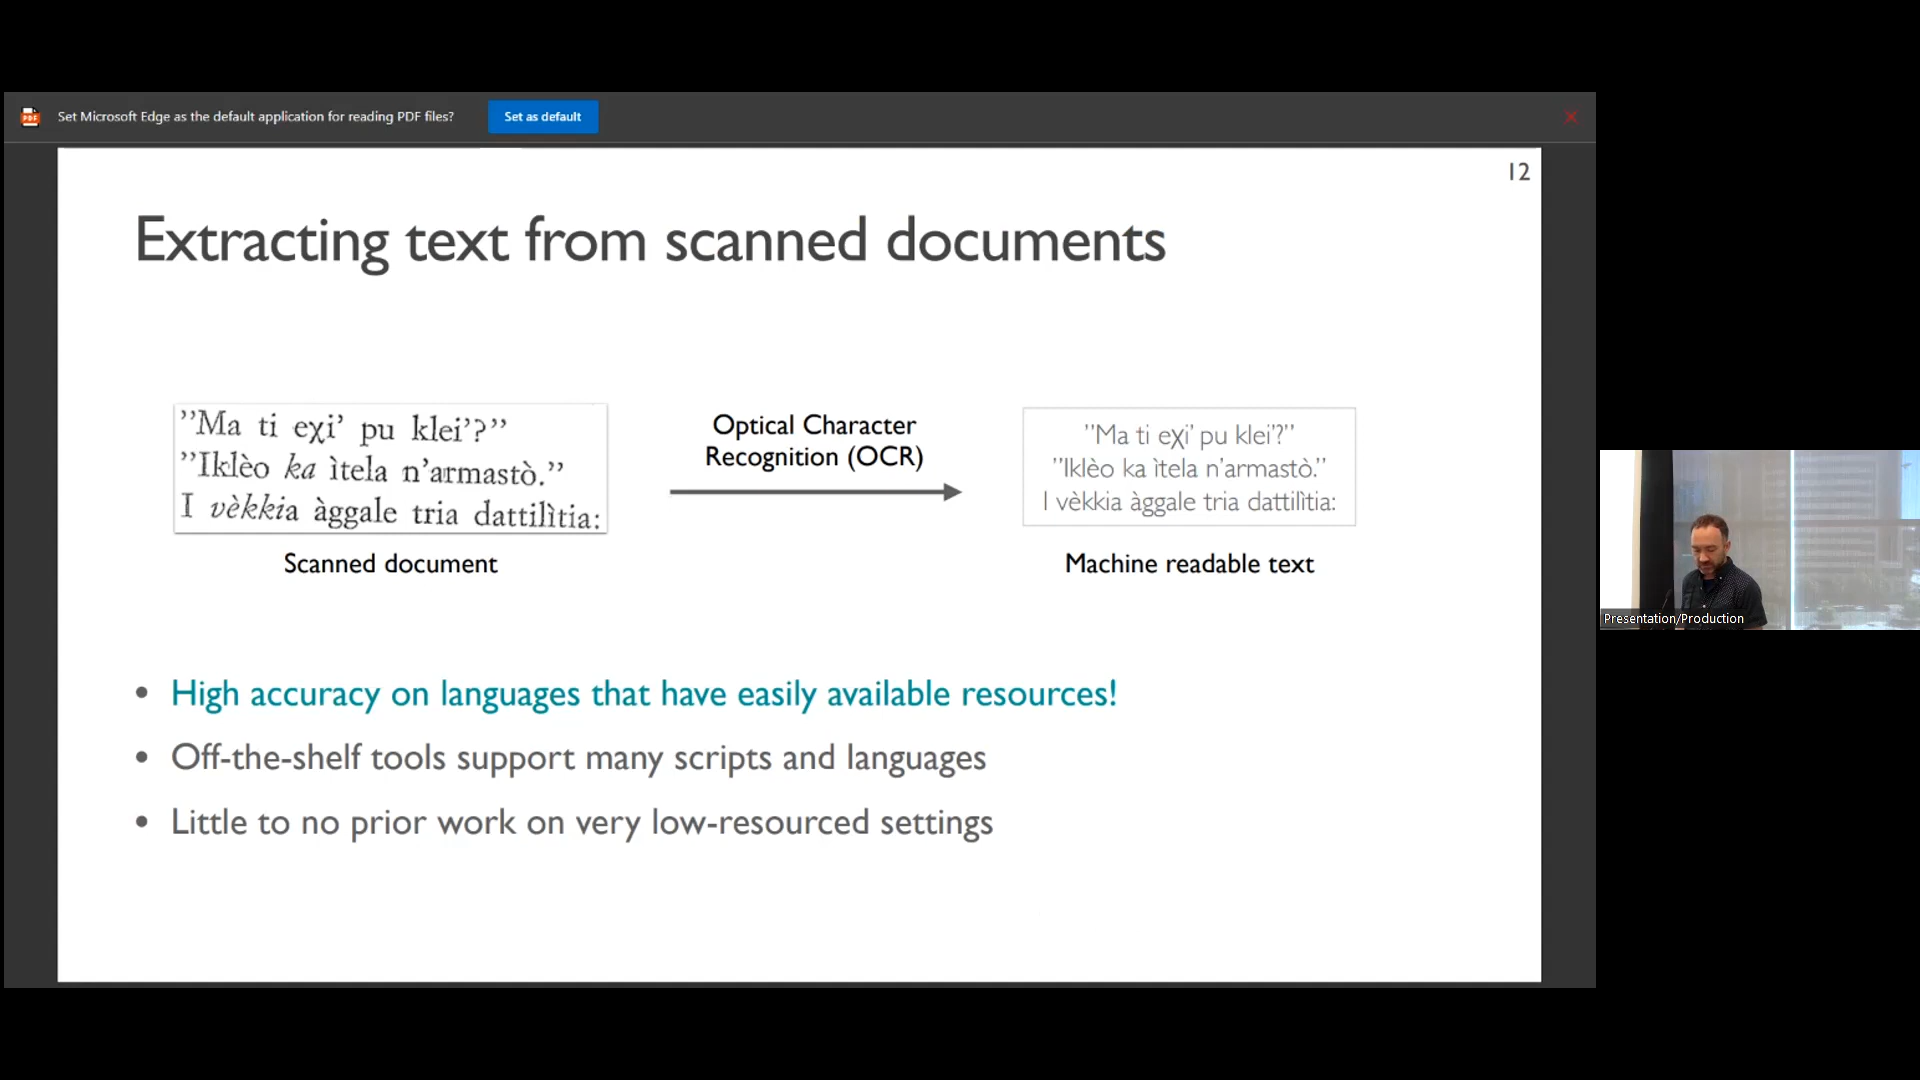 PDF
Set Microsoft Edge as the default application for reading PDF files?
Set as default
12
Extracting text from scanned documents
’’Ma ti eχi’ pu klei’?’’
’’Iklèo ka ìtela n’armastò.’’
I vèkkia àggale tria dattilìtia:
Scanned document
Optical Character
Recognition (OCR)
’’Ma ti eχi’ pu klei’?’’
’’Iklèo ka ìtela n’armastò.’’
I vèkkia àggale tria dattilìtia:
Machine readable text
• High accuracy on languages that have easily available resources!
• Off-the-shelf tools support many scripts and languages
• Little to no prior work on very low-resourced settings
Presentation/Production